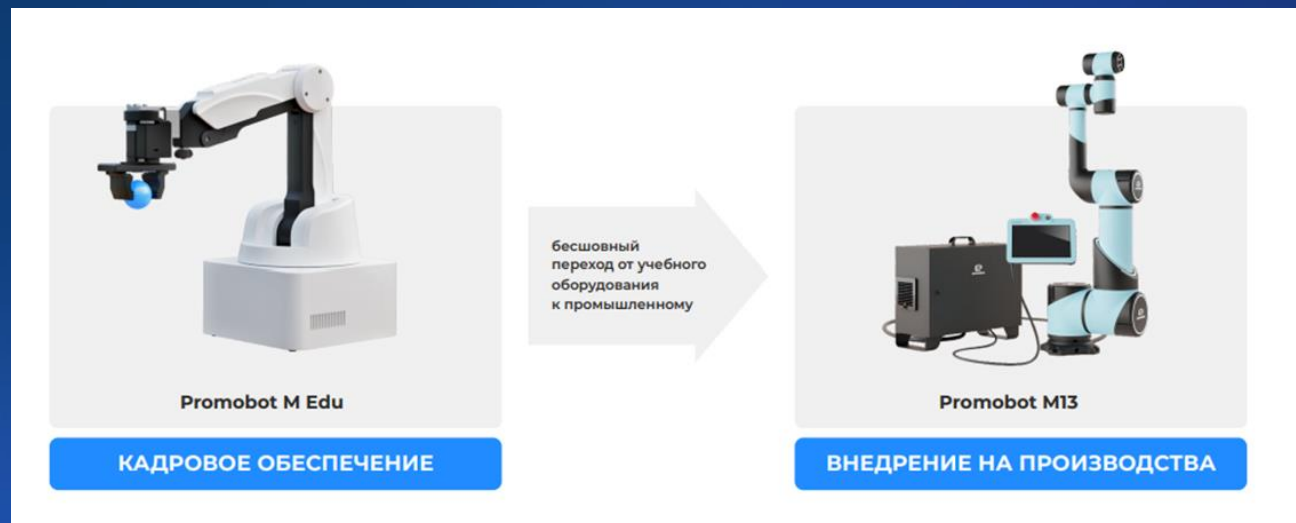 бесшовный
переход от учебного
оборудования
к промышленному
Promobot M Edu
Promobot M13
КАДРОВОЕ ОБЕСПЕЧЕНИЕ
ВНЕДРЕНИЕ НА ПРОИЗВОДСТВА